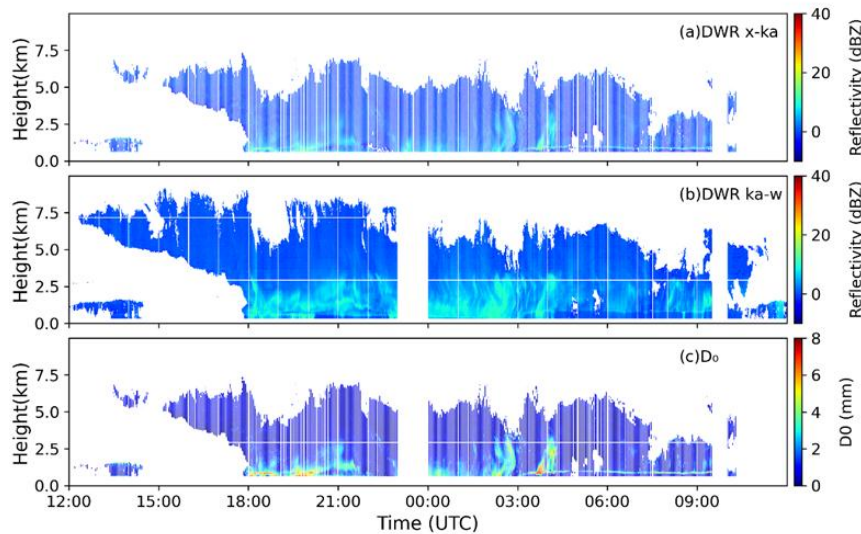 (a)DWR x-ka
Height(km)
7.5
5.0
2.5
0.0
40
20
0
Reflectivity (dBZ)
(b)DWR ka-w
Height(km)
7.5
5.0
2.5
0.0
40
20
0
Reflectivity (dBZ)
(c)D₀
Height(km)
7.5
5.0
2.5
0.0
8
6
4
2
0
D0 (mm)
12:00 15:00 18:00 21:00 00:00 03:00 06:00 09:00
Time (UTC)